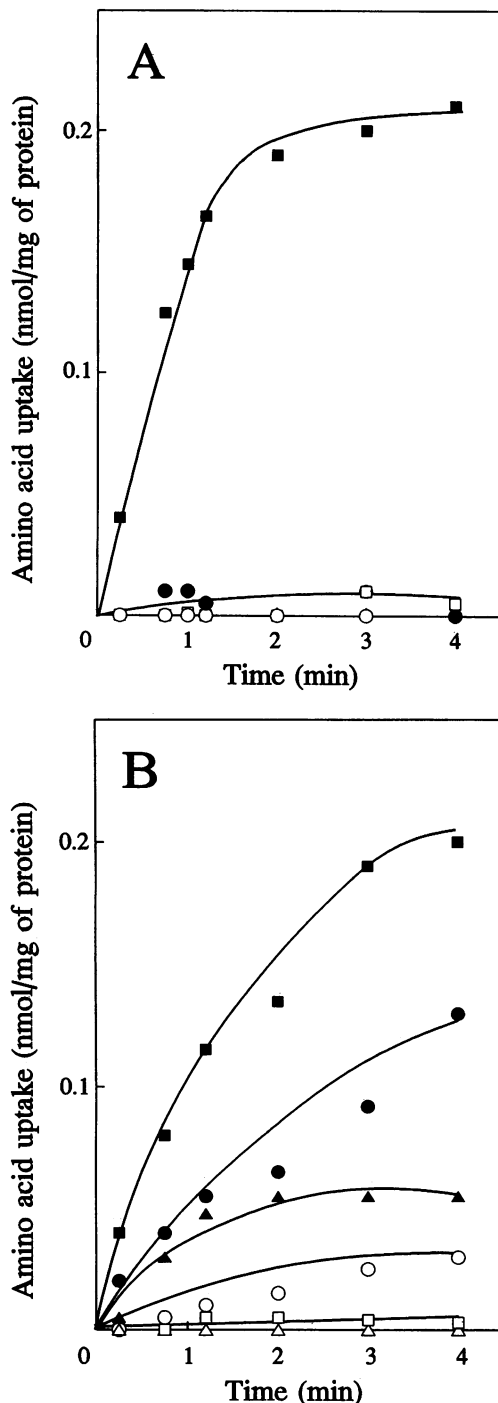 A
Amino acid uptake (nmol/mg of protein)
0.2
0.1
0 1 2 3 4
Time (min)
B
Amino acid uptake (nmol/mg of protein)
0.2
0.1
0 1 2 3 4
Time (min)